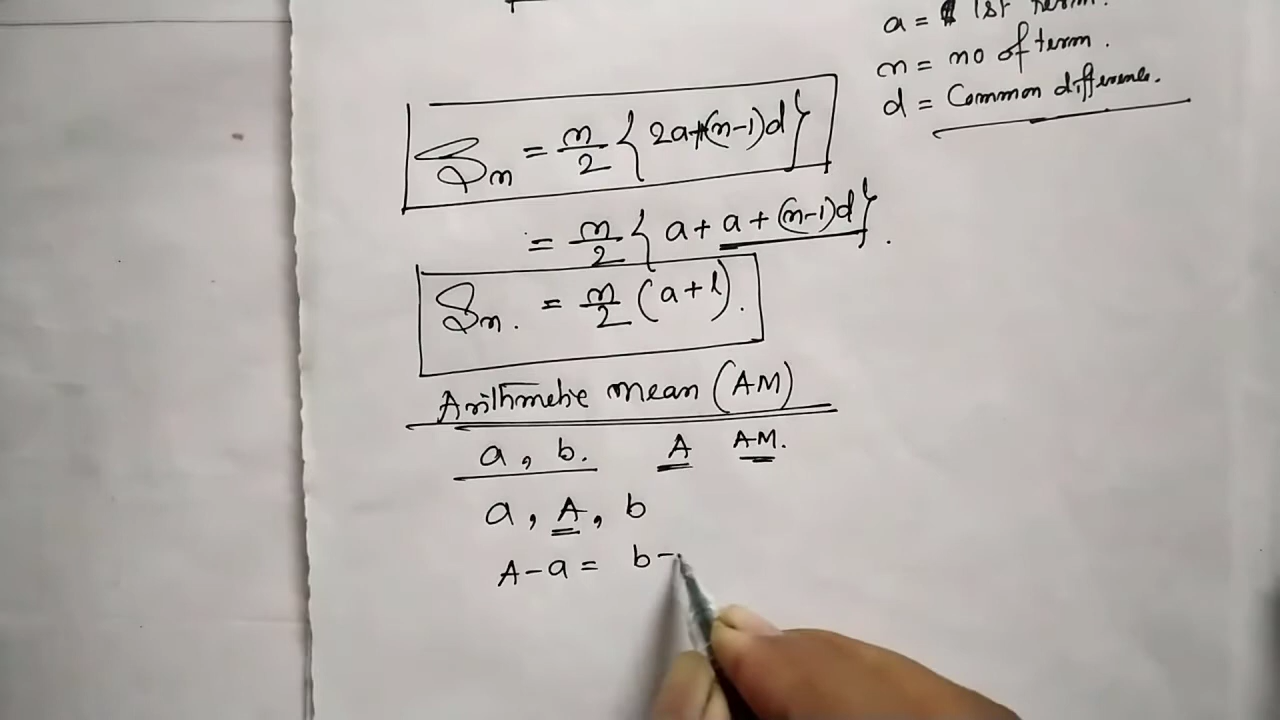 a = 1st term.
n = no of term.
d = Common difference.
Sn = n/2 { 2a+(n-1)d }
= n/2 { a + a + (n-1)d } .
Sn. = n/2 (a+l).
Arithmetic mean (AM)
a, b. A AM.
a, A, b
A-a = b-